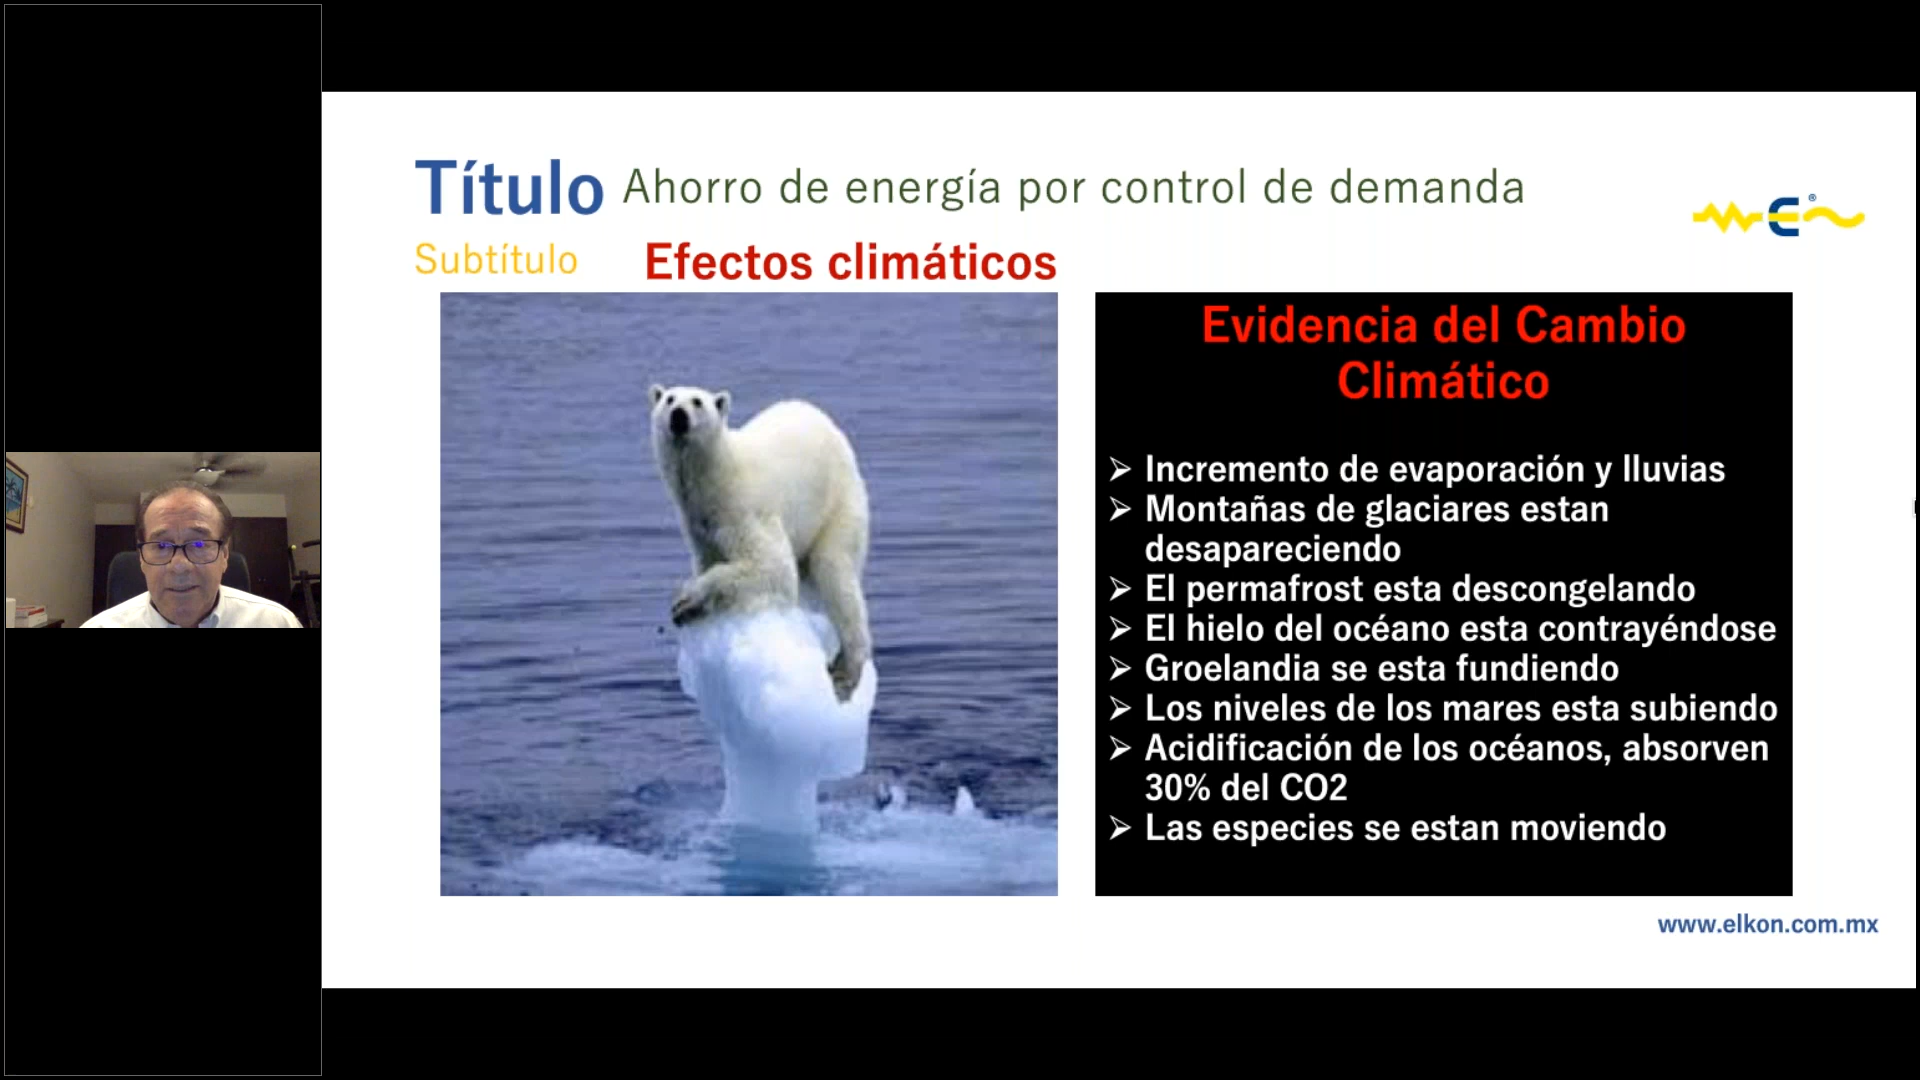 Título Ahorro de energía por control de demanda
E®
Subtítulo Efectos climáticos
Evidencia del Cambio
Climático
➢ Incremento de evaporación y lluvias
➢ Montañas de glaciares estan
desapareciendo
➢ El permafrost esta descongelando
➢ El hielo del océano esta contrayéndose
➢ Groelandia se esta fundiendo
➢ Los niveles de los mares esta subiendo
➢ Acidificación de los océanos, absorven
30% del CO2
➢ Las especies se estan moviendo
www.elkon.com.mx